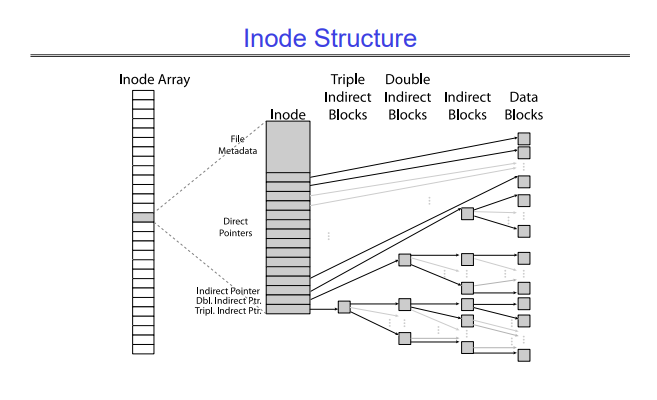 Inode Structure
Inode Array
Triple Indirect Blocks
Double Indirect Blocks
Indirect Blocks
Data Blocks
Inode
File
Metadata
Direct
Pointers
Indirect Pointer
Dbl. Indirect Ptr.
Tripl. Indrect Ptr.